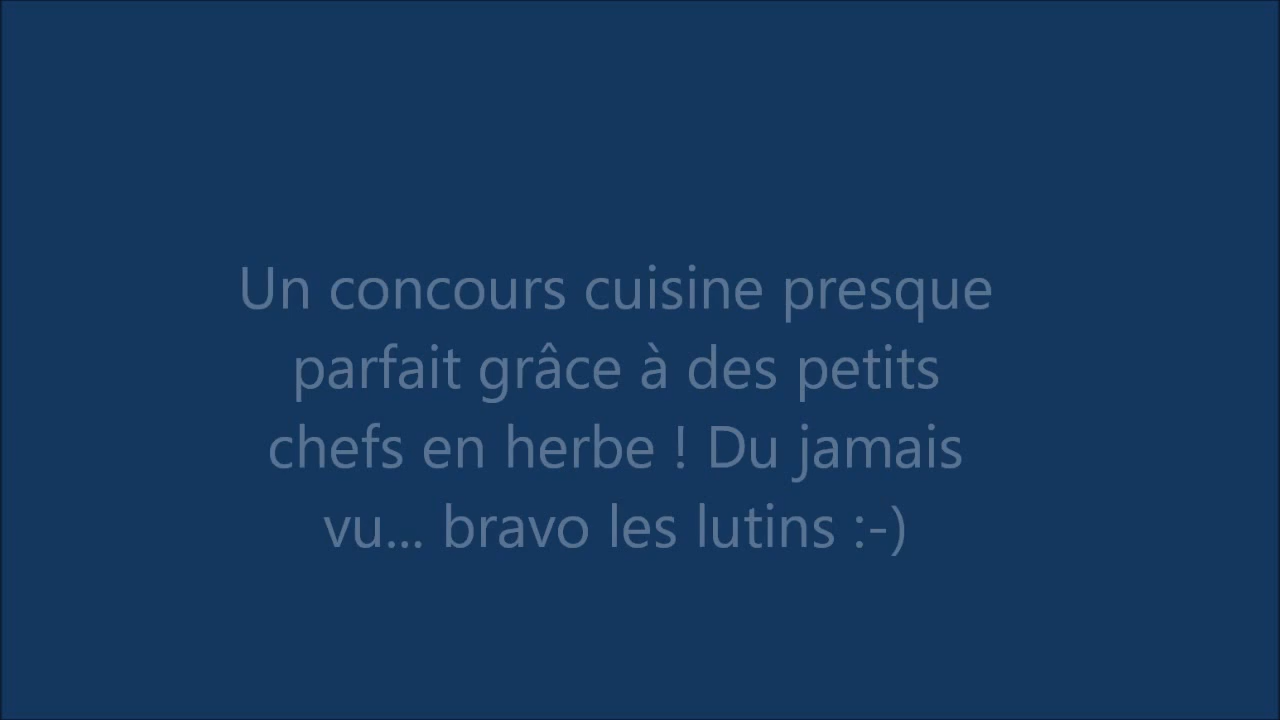 Un concours cuisine presque
parfait grâce à des petits
chefs en herbe ! Du jamais
vu... bravo les lutins :-)